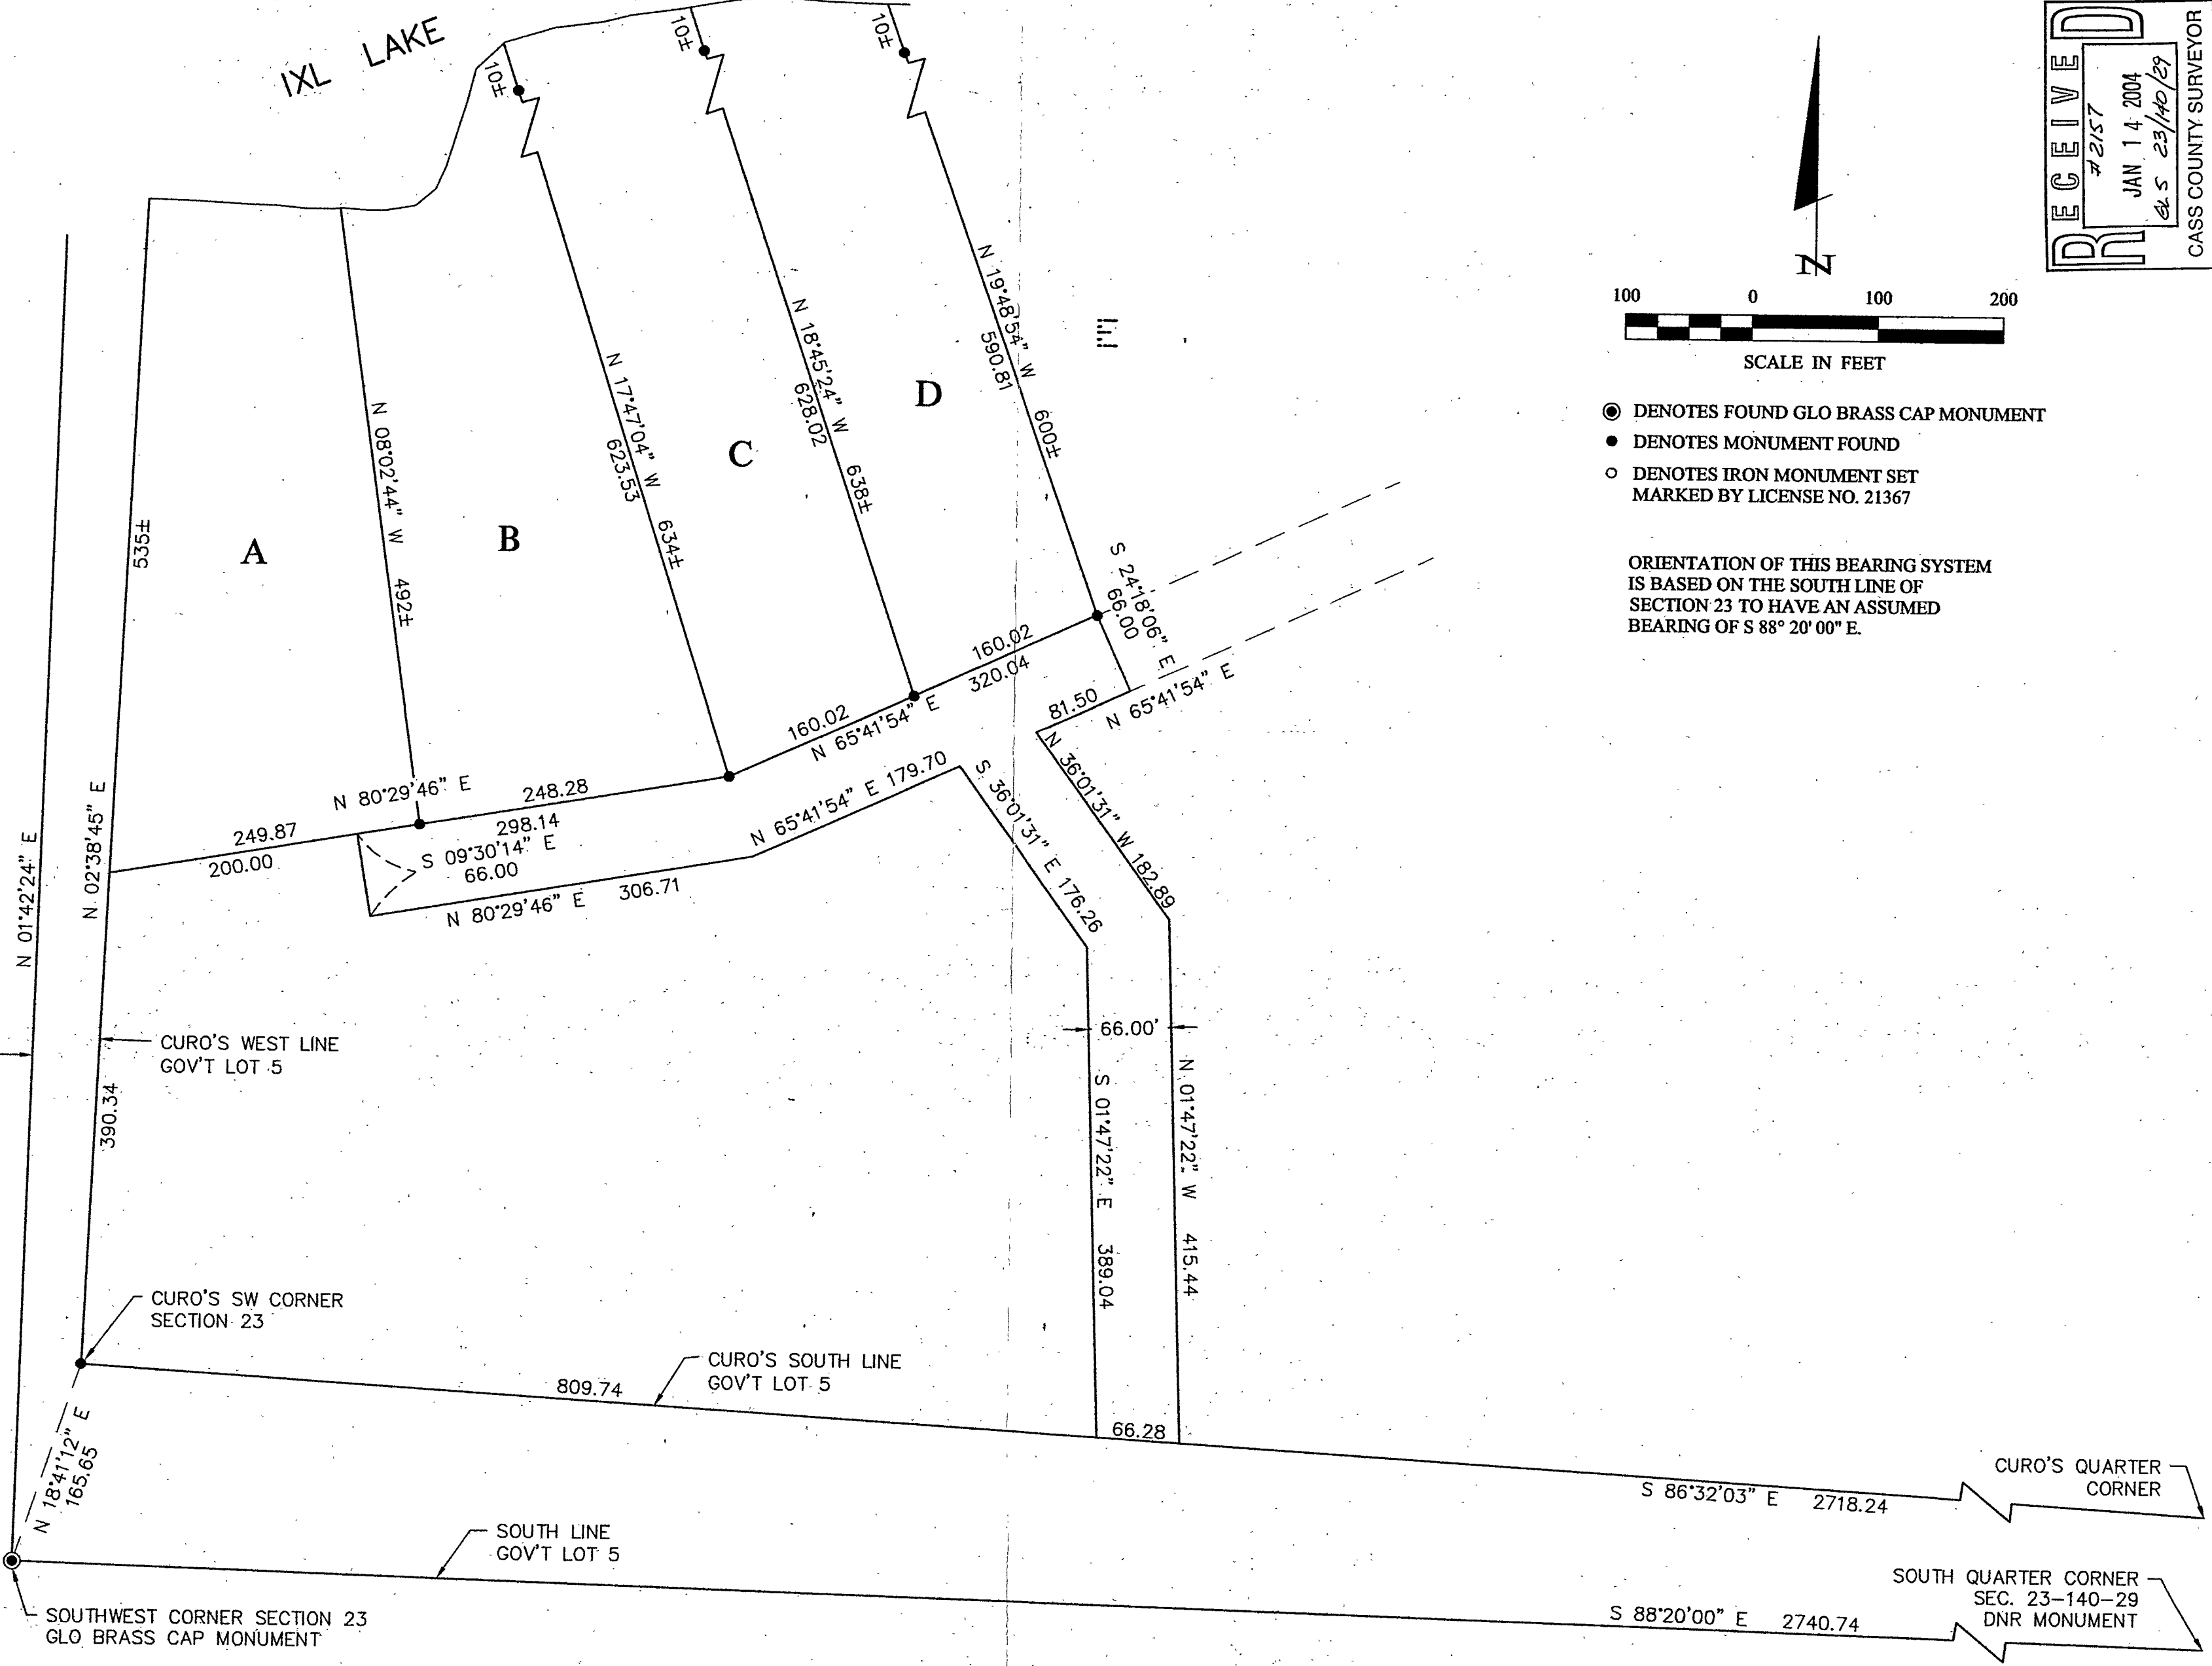 IXL LAKE
10±
10±
10±
RECEIVED
#2157
JAN 14 2004
23/140/29
CASS COUNTY SURVEYOR
N
100 0 100 200
SCALE IN FEET
DENOTES FOUND GLO BRASS CAP MONUMENT
DENOTES MONUMENT FOUND
DENOTES IRON MONUMENT SET
MARKED BY LICENSE NO. 21367
ORIENTATION OF THIS BEARING SYSTEM
IS BASED ON THE SOUTH LINE OF
SECTION 23 TO HAVE AN ASSUMED
BEARING OF S 88° 20' 00" E.
A
B
C
D
535±
N 08°02'44" W 492±
N 17°47'04" W
623.53
634±
N 18°45'24" W
628.02
638±
N 19°48'54" W
590.81
600±
S 24°18'06" E
66.00
160.02
320.04
160.02
N 65°41'54" E
81.50
N 65°41'54" E
N 80°29'46" E
248.28
298.14
249.87
200.00
S 09°30'14" E
66.00
N 80°29'46" E 306.71
N 65°41'54" E 179.70
S 36°01'31" E 176.26
N 36°01'31" W 182.89
66.00'
S 01°47'22" E 389.04
N 01°47'22" W 415.44
N 01°42'24" E
N 02°38'45" E
390.34
CURO'S WEST LINE
GOV'T LOT 5
CURO'S SW CORNER
SECTION 23
CURO'S SOUTH LINE
GOV'T LOT 5
809.74
66.28
N 18°41'12" E
165.65
S 86°32'03" E 2718.24
CURO'S QUARTER
CORNER
SOUTH LINE
GOV'T LOT 5
SOUTHWEST CORNER SECTION 23
GLO BRASS CAP MONUMENT
S 88°20'00" E 2740.74
SOUTH QUARTER CORNER
SEC. 23-140-29
DNR MONUMENT